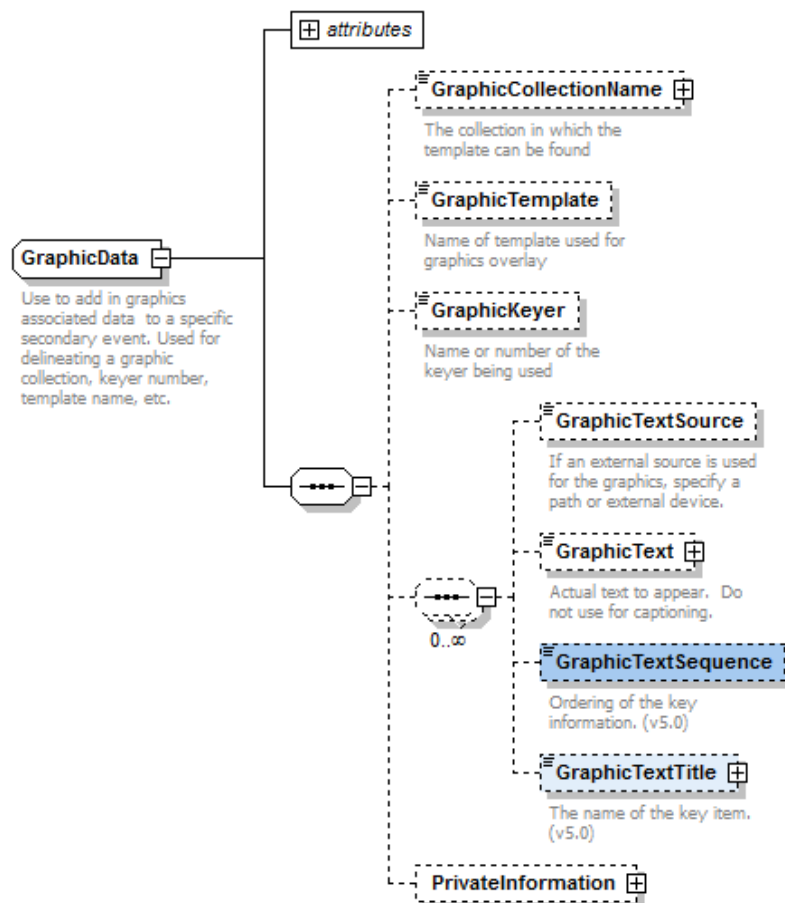 attributes
GraphicCollectionName
The collection in which the
template can be found
GraphicTemplate
Name of template used for
graphics overlay
GraphicData
Use to add in graphics
associated data to a specific
secondary event. Used for
delineating a graphic
collection, keyer number,
template name, etc.
GraphicKeyer
Name or number of the
keyer being used
GraphicTextSource
If an external source is used
for the graphics, specify a
path or external device.
GraphicText
Actual text to appear. Do
not use for captioning.
0..∞
GraphicTextSequence
Ordering of the key
information. (v5.0)
GraphicTextTitle
The name of the key item.
(v5.0)
PrivateInformation